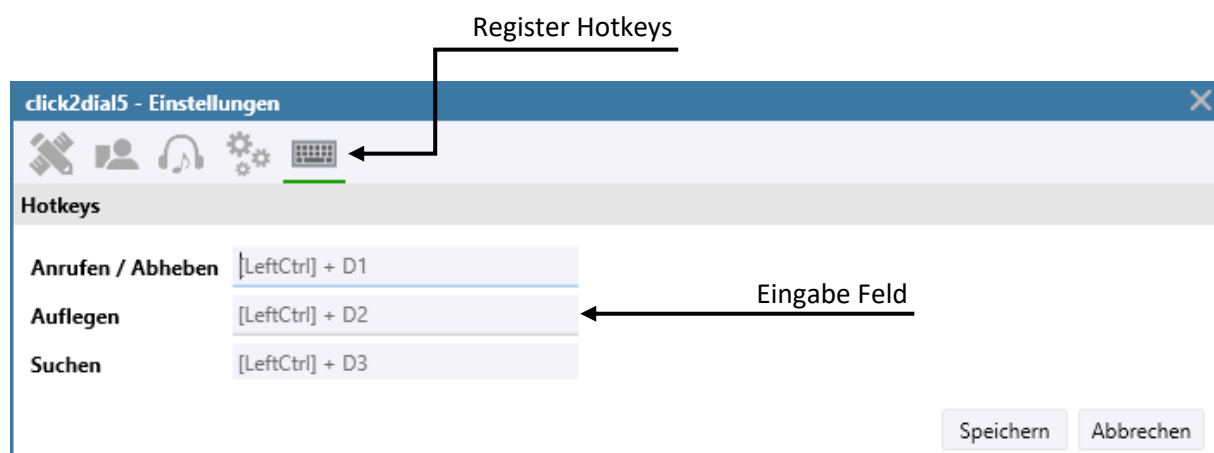 Register Hotkeys
click2dial5 - Einstellungen
Hotkeys
Anrufen / Abheben [LeftCtrl] + D1
Eingabe Feld
Auflegen [LeftCtrl] + D2
Suchen [LeftCtrl] + D3
Speichern Abbrechen